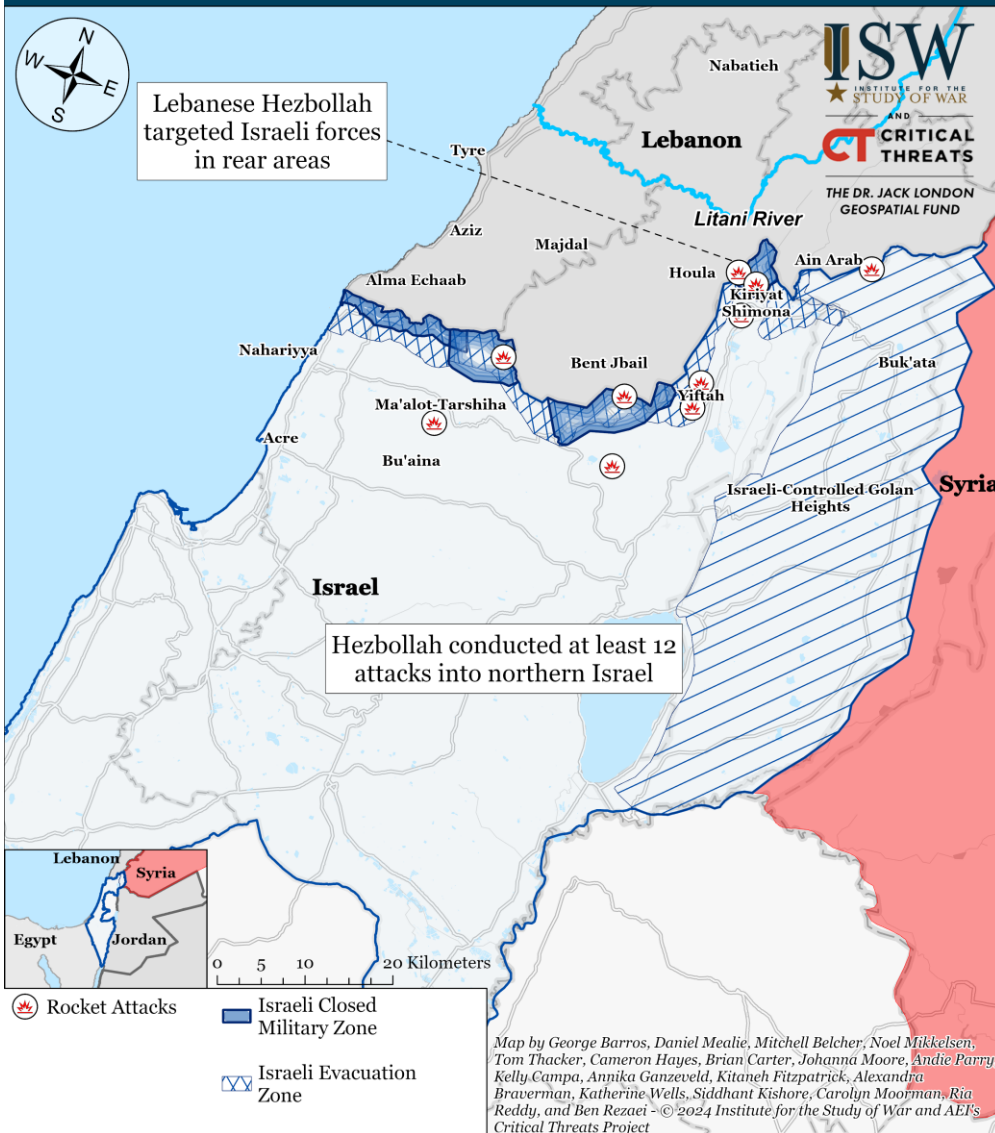 N
W
E
S
ISW
INSTITUTE FOR THE
STUDY OF WAR
AND
CT CRITICAL
THREATS
THE DR. JACK LONDON
GEOSPATIAL FUND
Lebanese Hezbollah
targeted Israeli forces
in rear areas
Nabatieh
Lebanon
Tyre
Litani River
Aziz
Majdal
Houla
Ain Arab
Alma Echaab
Kiriyat
Shimona
Nahariyya
Bent Jbail
Buk'ata
Yiftah
Ma'alot-Tarshiha
Acre
Bu'aina
Israeli-Controlled Golan
Heights
Syria
Israel
Hezbollah conducted at least 12
attacks into northern Israel
Lebanon
Syria
Egypt
Jordan
0 5 10 20 Kilometers
Rocket Attacks
Israeli Closed
Military Zone
Israeli Evacuation
Zone
Map by George Barros, Daniel Mealie, Mitchell Belcher, Noel Mikkelsen,
Tom Thacker, Cameron Hayes, Brian Carter, Johanna Moore, Andie Parry
Kelly Campa, Annika Ganzeveld, Kitaneh Fitzpatrick, Alexandra
Braverman, Katherine Wells, Siddhant Kishore, Carolyn Moorman, Ria
Reddy, and Ben Rezaei - © 2024 Institute for the Study of War and AEI's
Critical Threats Project